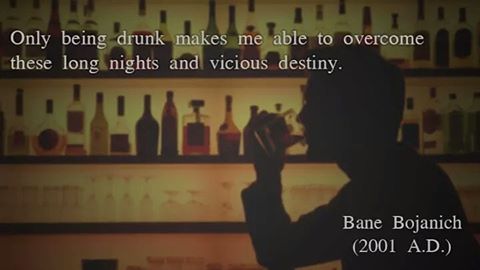 Only being drunk makes me able to overcome
these long nights and vicious destiny.
Bane Bojanich
(2001 A.D.)